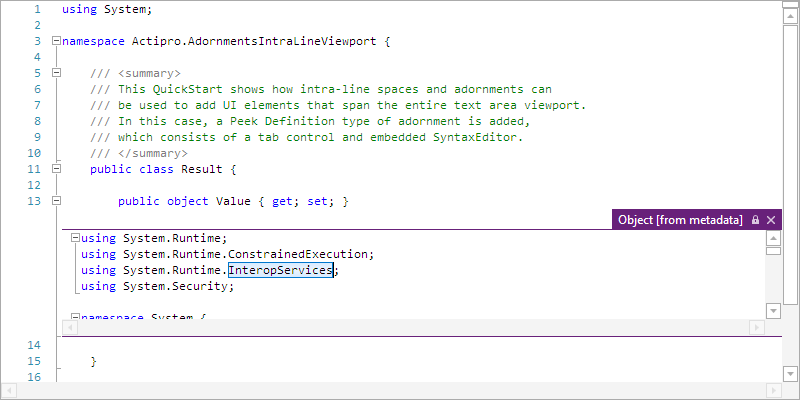 1 using System;
2
3 namespace Actipro.AdornmentsIntraLineViewport {
4
5 /// <summary>
6 /// This QuickStart shows how intra-line spaces and adornments can
7 /// be used to add UI elements that span the entire text area viewport.
8 /// In this case, a Peek Definition type of adornment is added,
9 /// which consists of a tab control and embedded SyntaxEditor.
10 /// </summary>
11 public class Result {
12
13 public object Value { get; set; }
Object [from metadata]
using System.Runtime;
using System.Runtime.ConstrainedExecution;
using System.Runtime.InteropServices;
using System.Security;
namespace System {
14
15 }
16